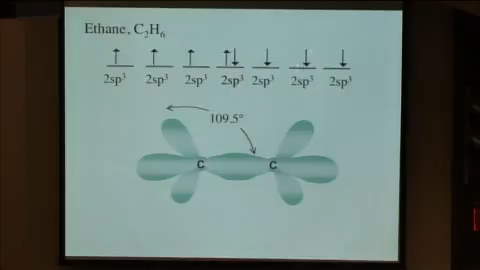 Ethane, C₂H₆
2sp³ 2sp³ 2sp³ 2sp³ 2sp³ 2sp³ 2sp³
109.5°
C C